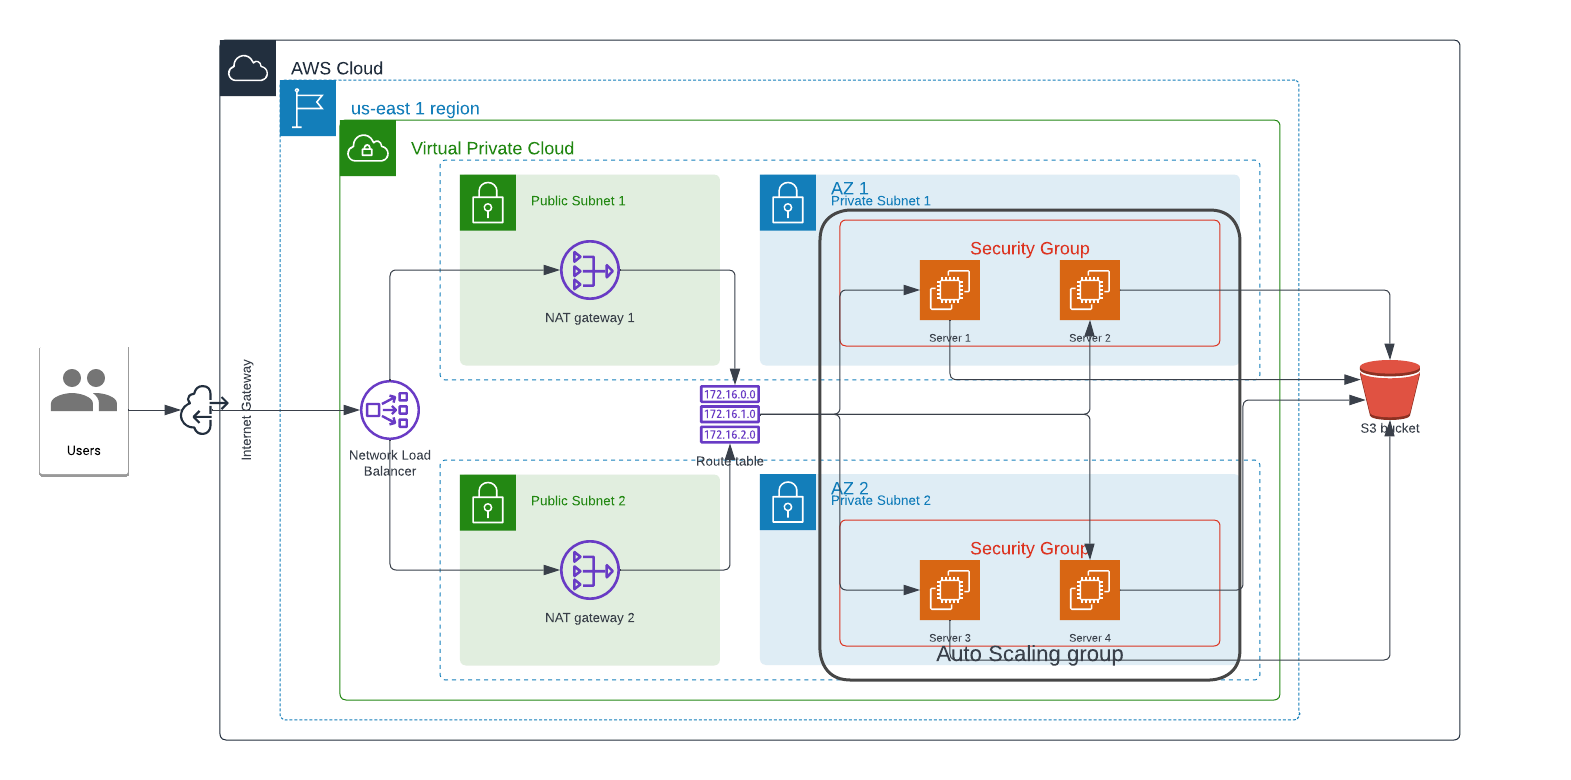 AWS Cloud
us-east 1 region
Virtual Private Cloud
Public Subnet 1
AZ 1
Private Subnet 1
Security Group
NAT gateway 1
Server 1
Server 2
Users
Internet Gateway
Network Load
Balancer
172.16.0.0
172.16.1.0
172.16.2.0
Route table
S3 bucket
Public Subnet 2
AZ 2
Private Subnet 2
Security Group
NAT gateway 2
Server 3
Server 4
Auto Scaling group